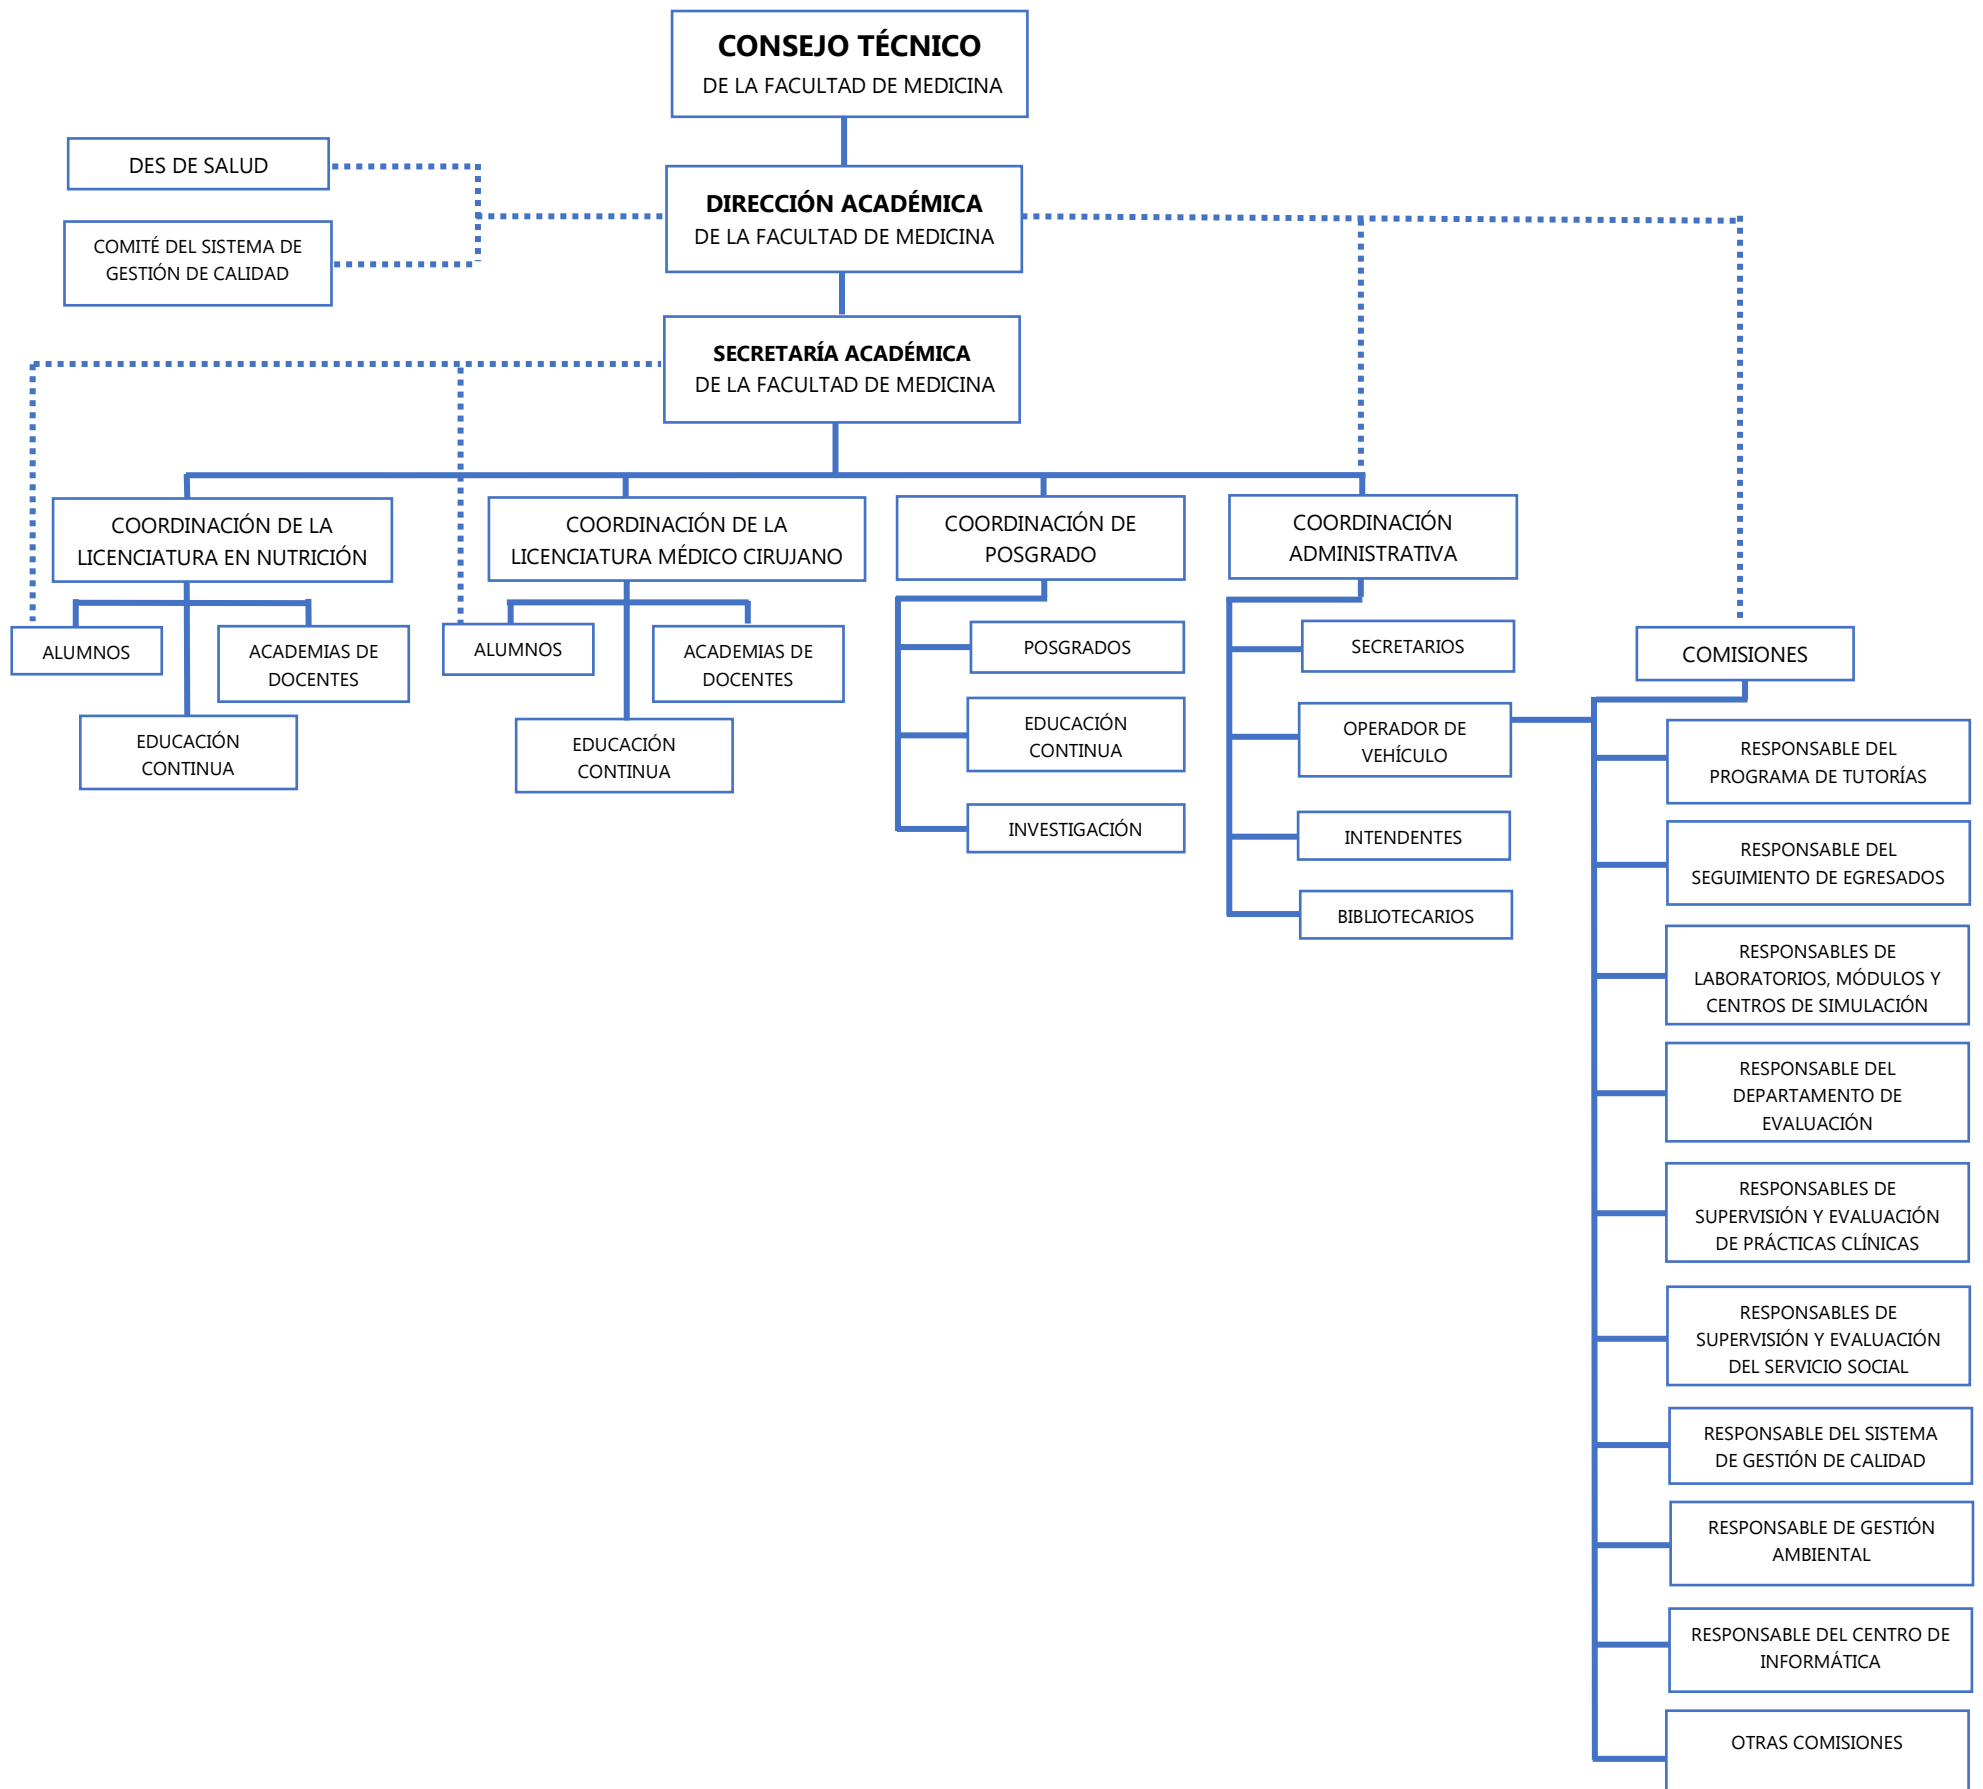 CONSEJO TÉCNICO
DE LA FACULTAD DE MEDICINA
DES DE SALUD
COMITÉ DEL SISTEMA DE
GESTIÓN DE CALIDAD
DIRECCIÓN ACADÉMICA
DE LA FACULTAD DE MEDICINA
SECRETARÍA ACADÉMICA
DE LA FACULTAD DE MEDICINA
COORDINACIÓN DE LA
LICENCIATURA EN NUTRICIÓN
ALUMNOS
ACADEMIAS DE
DOCENTES
EDUCACIÓN
CONTINUA
COORDINACIÓN DE LA
LICENCIATURA MÉDICO CIRUJANO
ALUMNOS
ACADEMIAS DE
DOCENTES
EDUCACIÓN
CONTINUA
COORDINACIÓN DE
POSGRADO
POSGRADOS
EDUCACIÓN
CONTINUA
INVESTIGACIÓN
COORDINACIÓN
ADMINISTRATIVA
SECRETARIOS
OPERADOR DE
VEHÍCULO
INTENDENTES
BIBLIOTECARIOS
COMISIONES
RESPONSABLE DEL
PROGRAMA DE TUTORÍAS
RESPONSABLE DEL
SEGUIMIENTO DE EGRESADOS
RESPONSABLES DE
LABORATORIOS, MÓDULOS Y
CENTROS DE SIMULACIÓN
RESPONSABLE DEL
DEPARTAMENTO DE
EVALUACIÓN
RESPONSABLES DE
SUPERVISIÓN Y EVALUACIÓN
DE PRÁCTICAS CLÍNICAS
RESPONSABLES DE
SUPERVISIÓN Y EVALUACIÓN
DEL SERVICIO SOCIAL
RESPONSABLE DEL SISTEMA
DE GESTIÓN DE CALIDAD
RESPONSABLE DE GESTIÓN
AMBIENTAL
RESPONSABLE DEL CENTRO DE
INFORMÁTICA
OTRAS COMISIONES